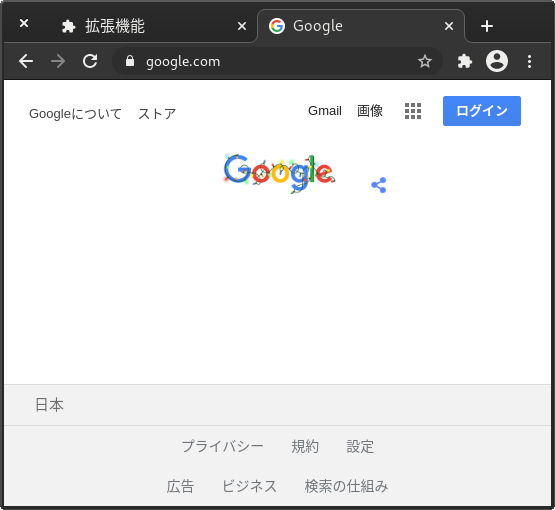 拡張機能 Google
google.com
Googleについて ストア Gmail 画像 ログイン
Google
日本
プライバシー 規約 設定
広告 ビジネス 検索の仕組み